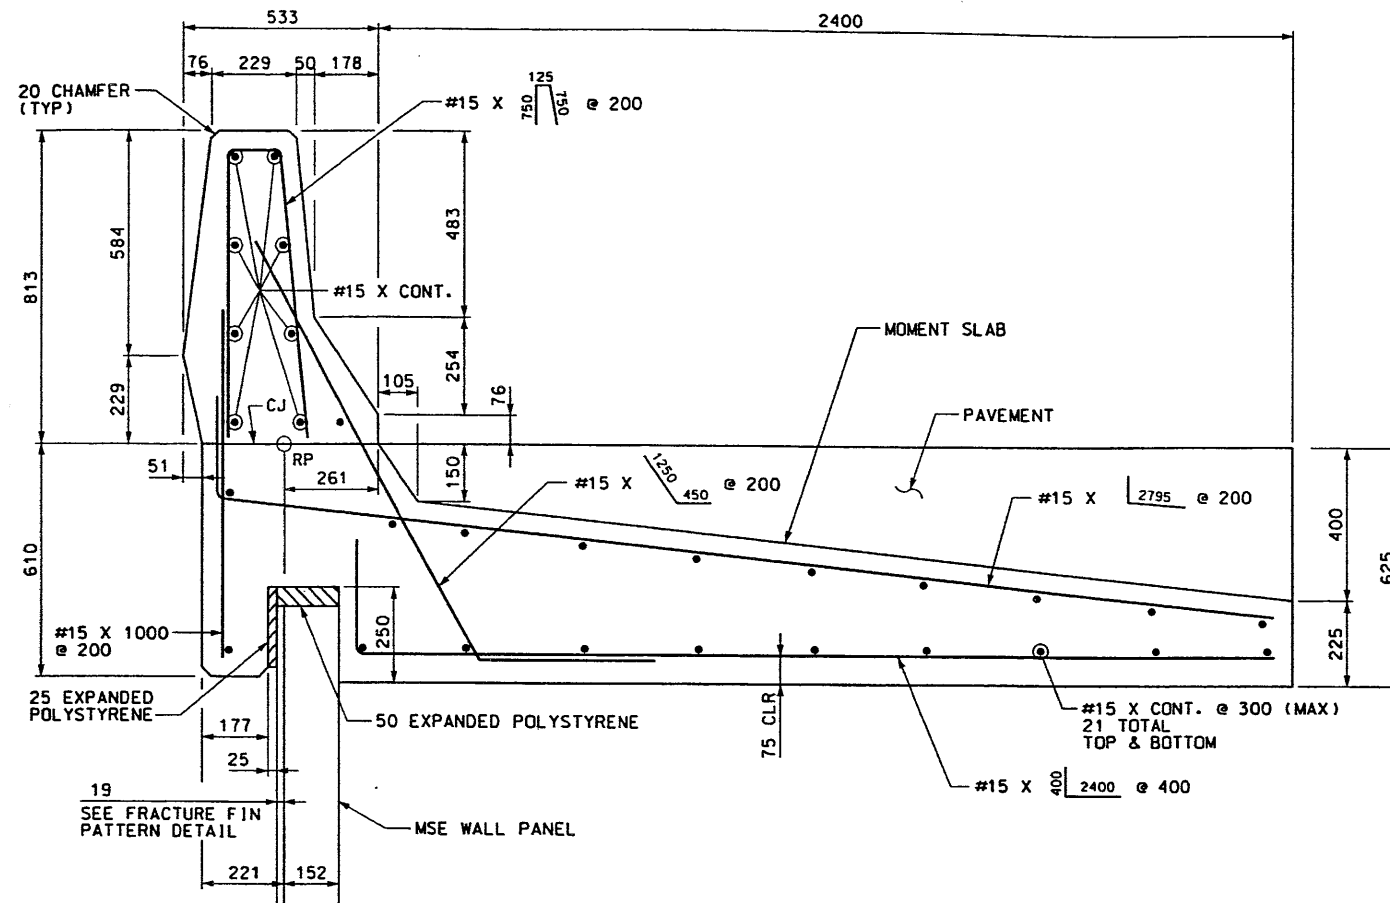 533
2400
76
229
50
178
20 CHAMFER
(TYP)
#15 X
125
750
750
@ 200
813
584
483
#15 X CONT.
MOMENT SLAB
229
254
105
76
CJ
PAVEMENT
RP
51
261
150
#15 X
1250
450
@ 200
#15 X
2795
@ 200
400
625
610
#15 X 1000
@ 200
250
225
25 EXPANDED
POLYSTYRENE
50 EXPANDED POLYSTYRENE
75 CLR
#15 X CONT. @ 300 (MAX)
21 TOTAL
TOP & BOTTOM
177
25
#15 X
400
2400
@ 400
19
SEE FRACTURE FIN
PATTERN DETAIL
MSE WALL PANEL
221
152